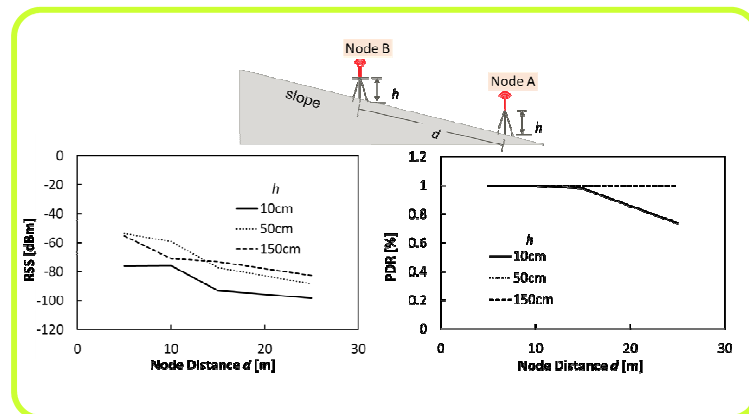 Node B
Node A
h
slope
h
d
0
-20
-40
-60
-80
-100
-120
RSS [dBm]
h
10cm
50cm
150cm
0
10
20
30
Node Distance d [m]
1.2
1
0.8
0.6
0.4
0.2
0
PDR [%]
h
10cm
50cm
150cm
0
10
20
30
Node Distance d [m]